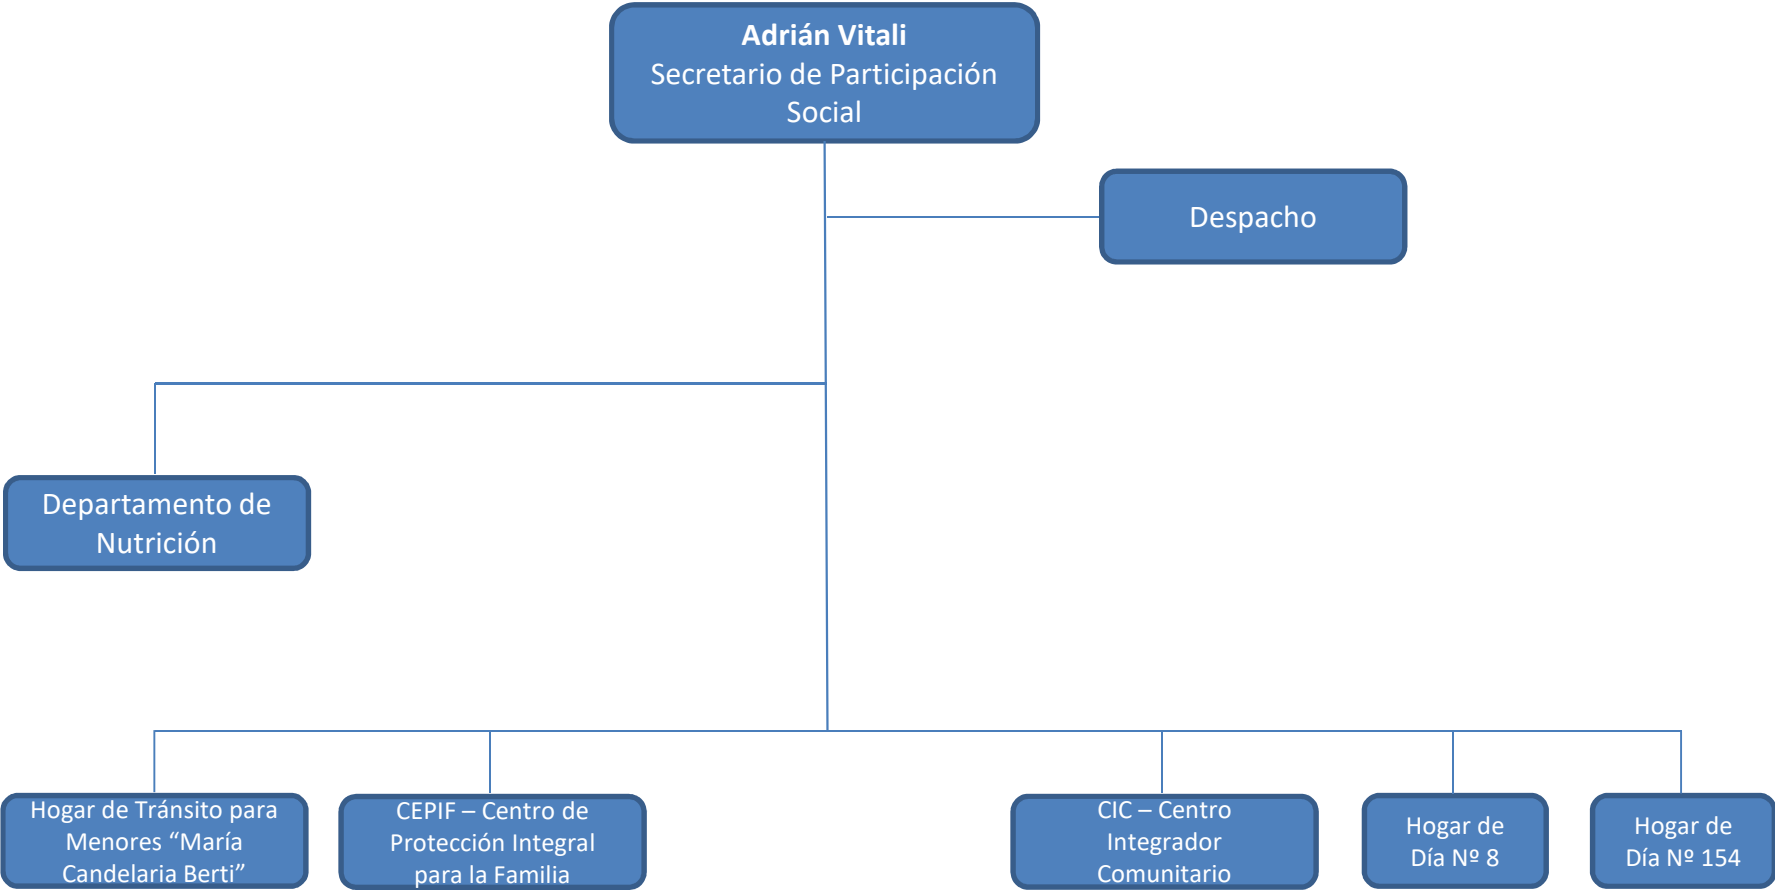 Adrián Vitali
Secretario de Participación
Social
Despacho
Departamento de
Nutrición
Hogar de Tránsito para
Menores “María
Candelaria Berti”
CEPIF – Centro de
Protección Integral
para la Familia
CIC – Centro
Integrador
Comunitario
Hogar de
Día Nº 8
Hogar de
Día Nº 154